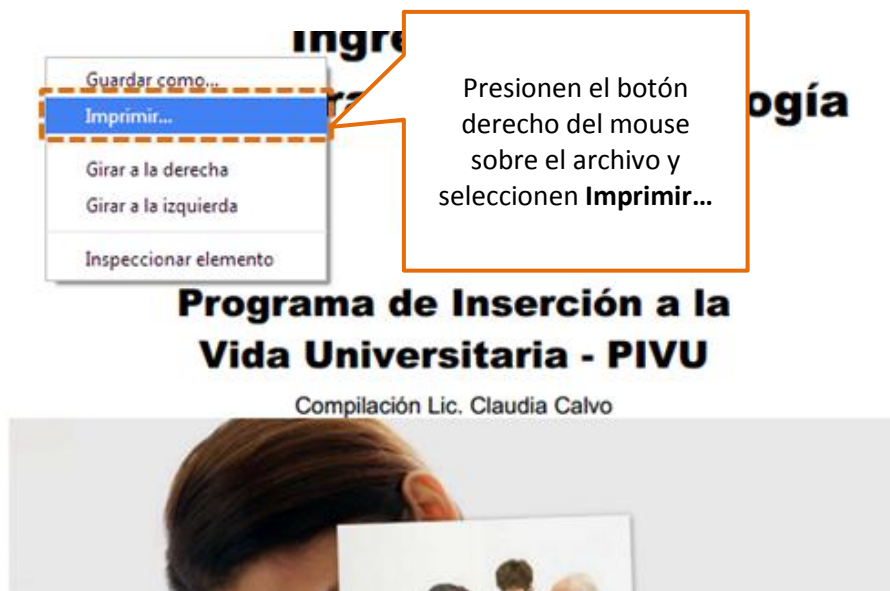 Guardar como...
Imprimir...
Girar a la derecha
Girar a la izquierda
Inspeccionar elemento
Presionen el botón
derecho del mouse
sobre el archivo y
seleccionen Imprimir...
Programa de Inserción a la
Vida Universitaria - PIVU
Compilación Lic. Claudia Calvo